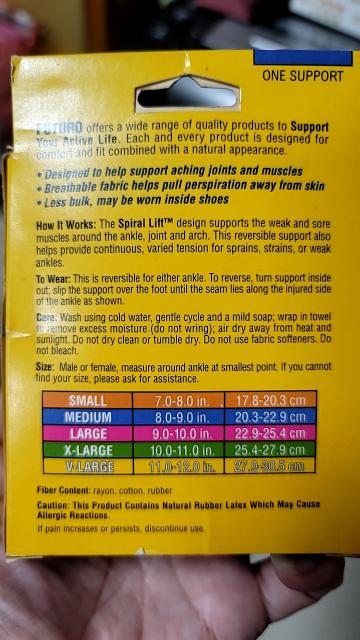 ONE SUPPORT
FUTURO offers a wide range of quality products to Support
Your Active Life. Each and every product is designed for
comfort and fit combined with a natural appearance.
• Designed to help support aching joints and muscles
• Breathable fabric helps pull perspiration away from skin
• Less bulk, may be worn inside shoes
How It Works: The Spiral Lift™ design supports the weak and sore
muscles around the ankle, joint and arch. This reversible support also
helps provide continuous, varied tension for sprains, strains, or weak
ankles.
To Wear: This is reversible for either ankle. To reverse, turn support inside
out; slip the support over the foot until the seam lies along the injured side
of the ankle as shown.
Care: Wash using cold water, gentle cycle and a mild soap; wrap in towel
to remove excess moisture.(do not wring); air dry away from heat and
sunlight. Do not dry clean or tumble dry. Do not use fabric softeners. Do
not bleach.
Size: Male or female, measure around ankle at smallest point. If you cannot
find your size, please ask for assistance.
SMALL 7.0-8.0 in. 17.8-20.3 cm
MEDIUM 8.0-9.0 in. 20.3-22.9 cm
LARGE 9.0-10.0 in. 22.9-25.4 cm
X-LARGE 10.0-11.0 in. 25.4-27.9 cm
V-LARGE 11.0-12.0 in. 27.9-30.5 cm
Fiber Content: rayon, cotton, rubber
Caution: This Product Contains Natural Rubber Latex Which May Cause
Allergic Reactions.
If pain increases or persists, discontinue use.